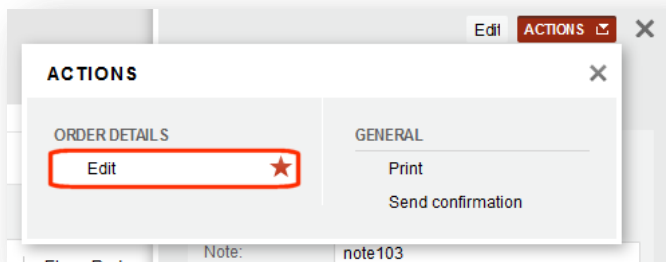 Edit ACTIONS
ACTIONS
ORDER DETAILS
Edit
GENERAL
Print
Send confirmation
Note: note103